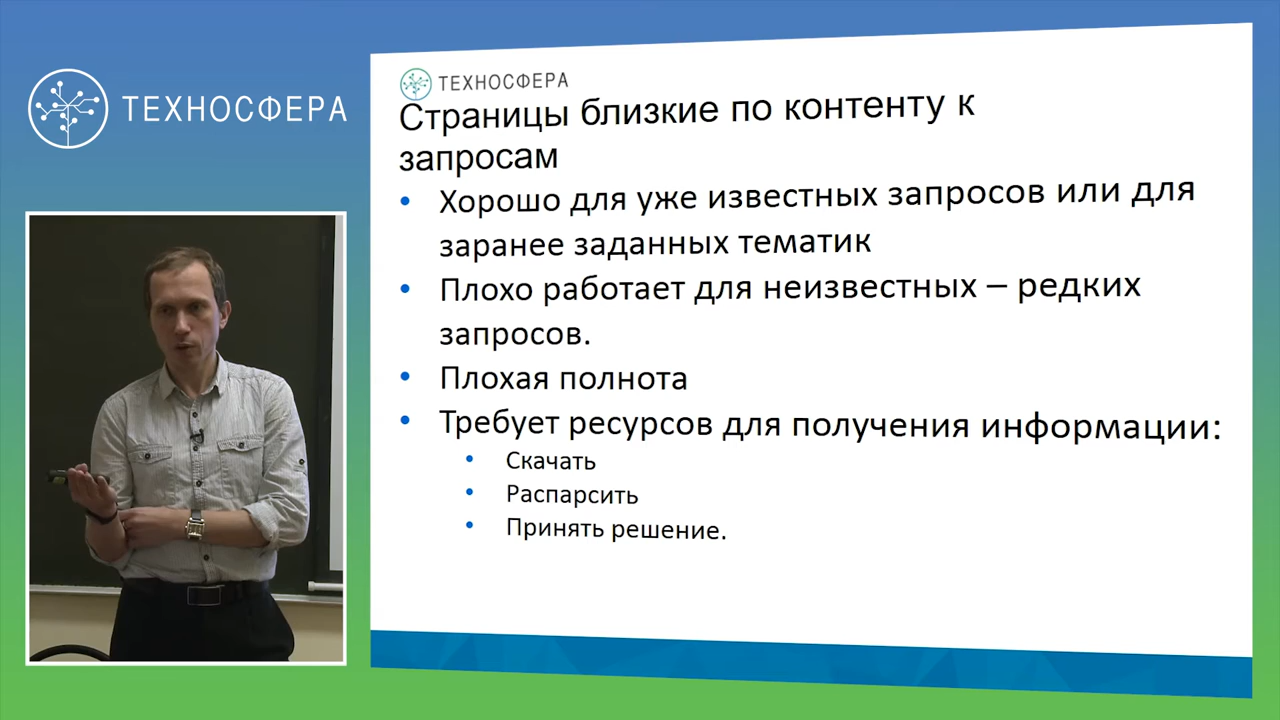 ТЕХНОСФЕРА
ТЕХНОСФЕРА
Страницы близкие по контенту к
запросам
• Хорошо для уже известных запросов или для
заранее заданных тематик
• Плохо работает для неизвестных – редких
запросов.
• Плохая полнота
• Требует ресурсов для получения информации:
• Скачать
• Распарсить
• Принять решение.